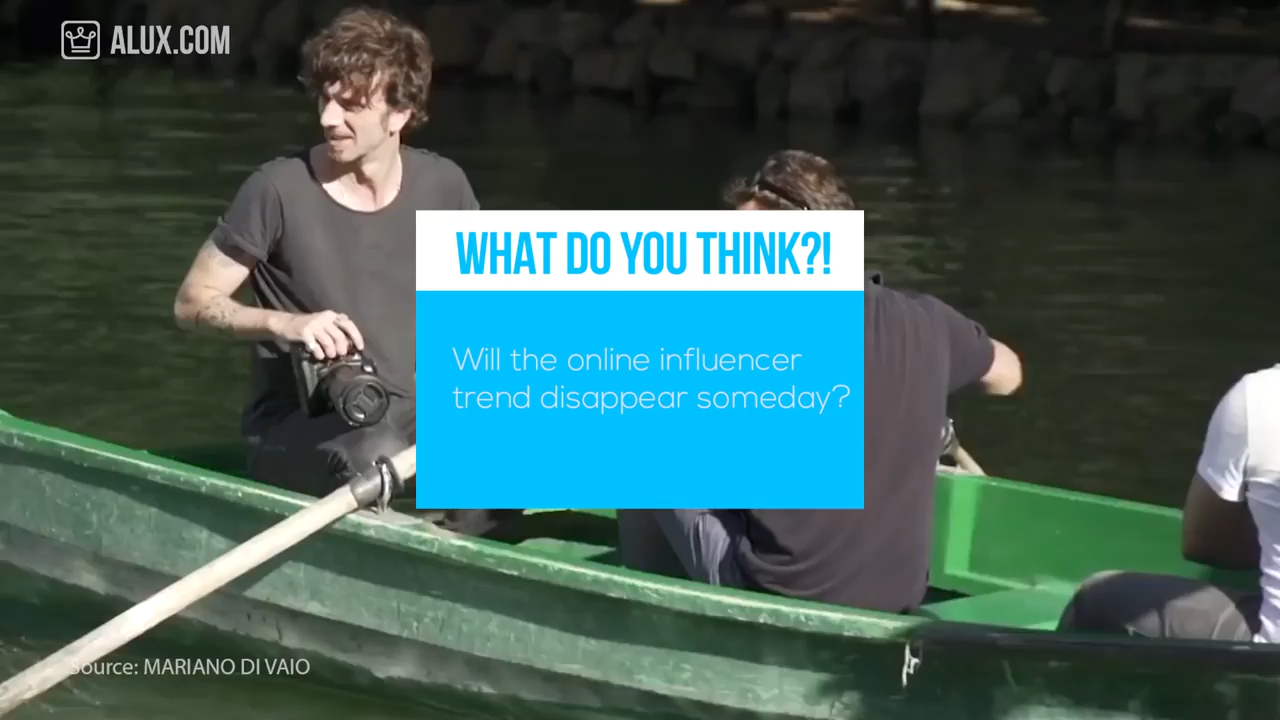 ALUX.COM
WHAT DO YOU THINK?!
Will the online influencer
trend disappear someday?
Source: MARIANO DI VAIO